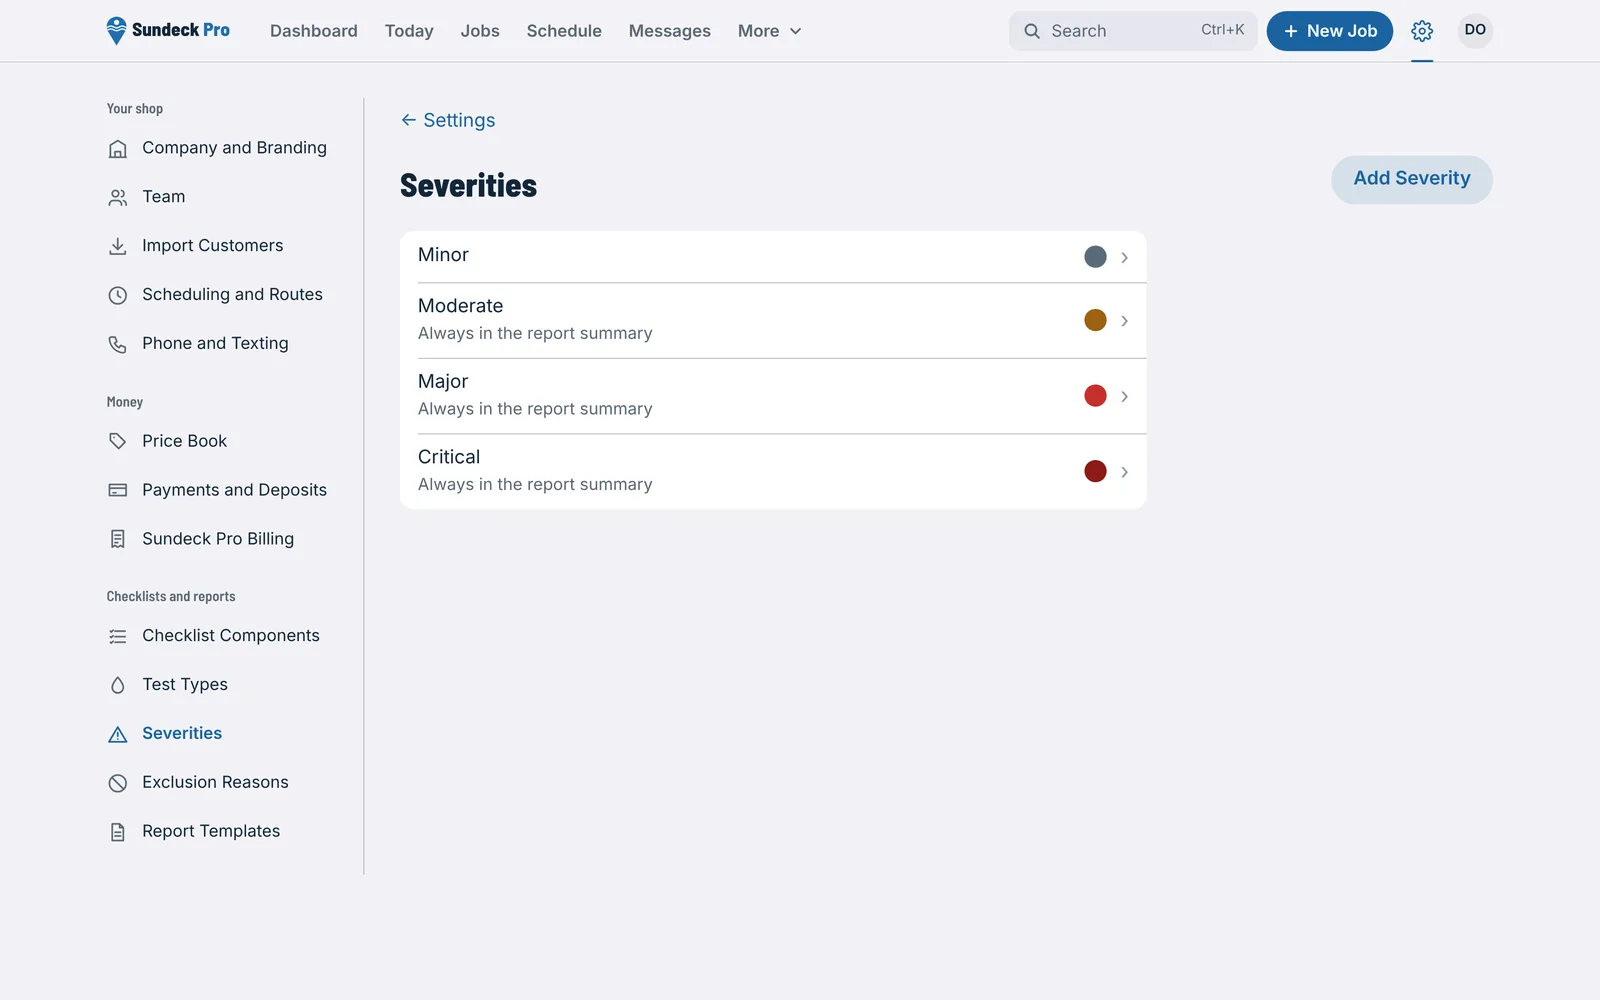 Sundeck Pro
Dashboard
Today
Jobs
Schedule
Messages
More
Search
Ctrl+K
+ New Job
DO
Your shop
Company and Branding
Team
Import Customers
Scheduling and Routes
Phone and Texting
Money
Price Book
Payments and Deposits
Sundeck Pro Billing
Checklists and reports
Checklist Components
Test Types
Severities
Exclusion Reasons
Report Templates
← Settings
Severities
Add Severity
Minor
Moderate
Always in the report summary
Major
Always in the report summary
Critical
Always in the report summary